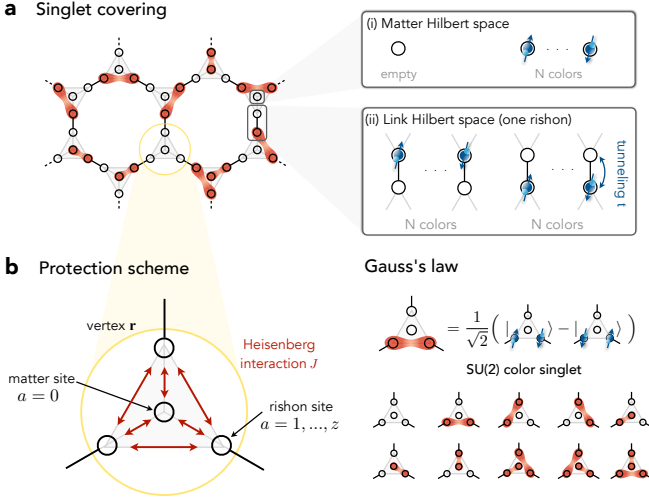 a Singlet covering
(i) Matter Hilbert space
empty
. . .
N colors
(ii) Link Hilbert space (one rishon)
. . .
. . .
tunneling t
N colors
N colors
b Protection scheme
vertex r
Heisenberg
interaction J
matter site
a = 0
rishon site
a = 1, ..., z
Gauss's law
= 1/√2 ( | ⟩ − | ⟩ )
SU(2) color singlet